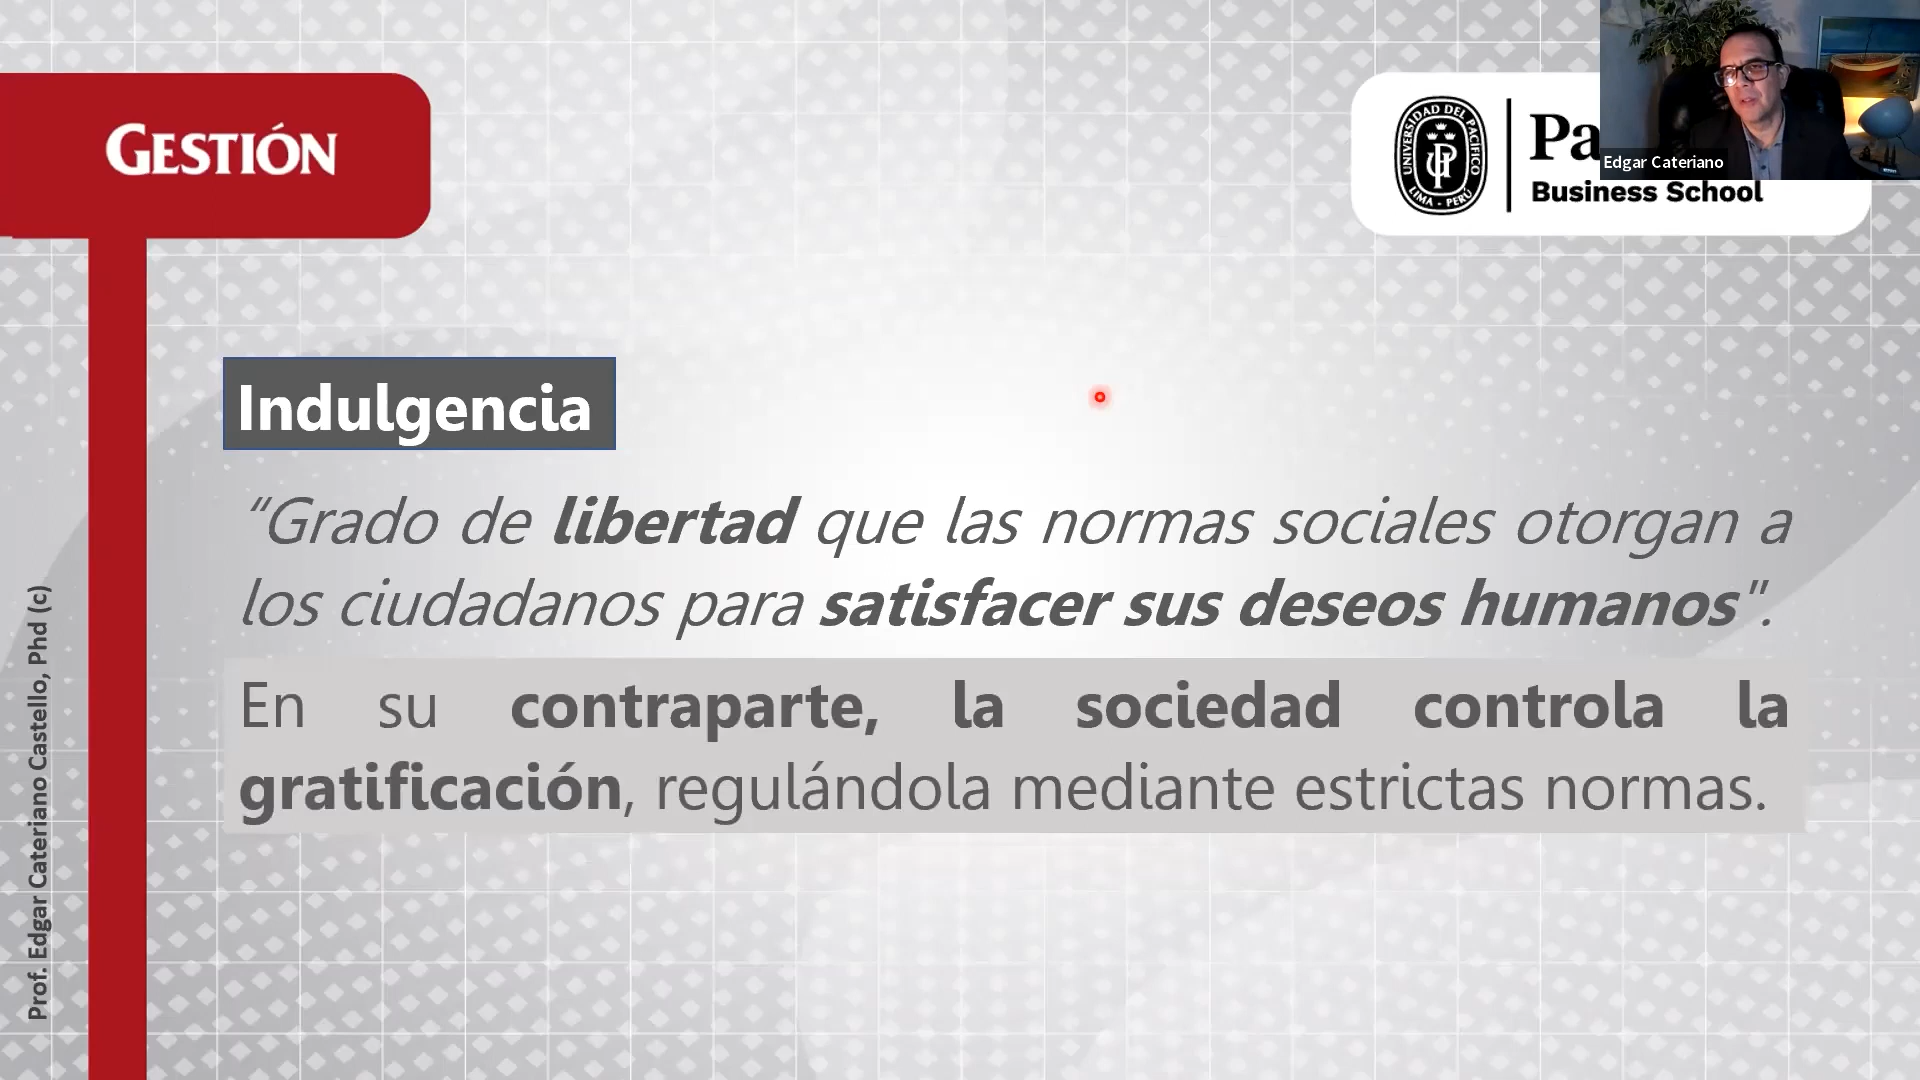 GESTIÓN
UNIVERSIDAD DEL PACÍFICO
LIMA - PERÚ
Pa
Business School
Edgar Cateriano
Indulgencia
“Grado de libertad que las normas sociales otorgan a
los ciudadanos para satisfacer sus deseos humanos”.
En su contraparte, la sociedad controla la
gratificación, regulándola mediante estrictas normas.
Prof. Edgar Cateriano Castello, Phd (c)